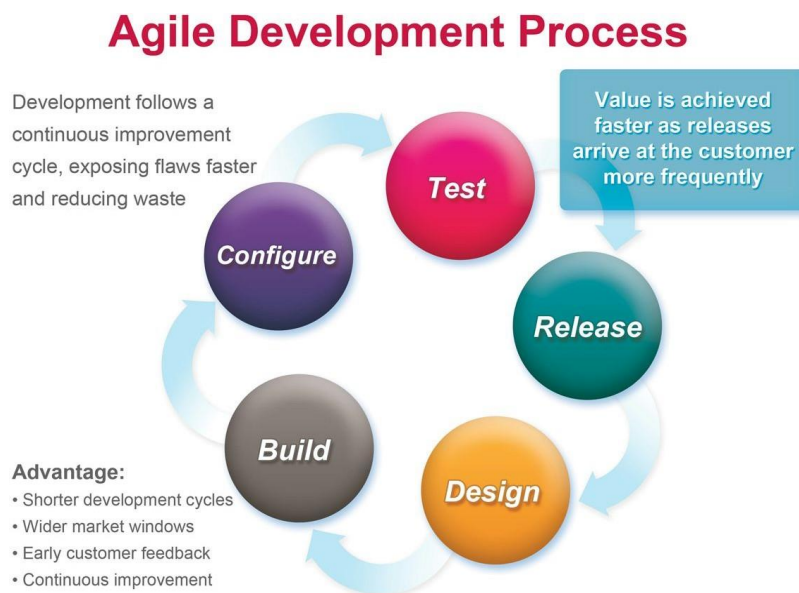 Agile Development Process
Development follows a
continuous improvement
cycle, exposing flaws faster
and reducing waste
Value is achieved
faster as releases
arrive at the customer
more frequently
Test
Configure
Release
Build
Design
Advantage:
• Shorter development cycles
• Wider market windows
• Early customer feedback
• Continuous improvement